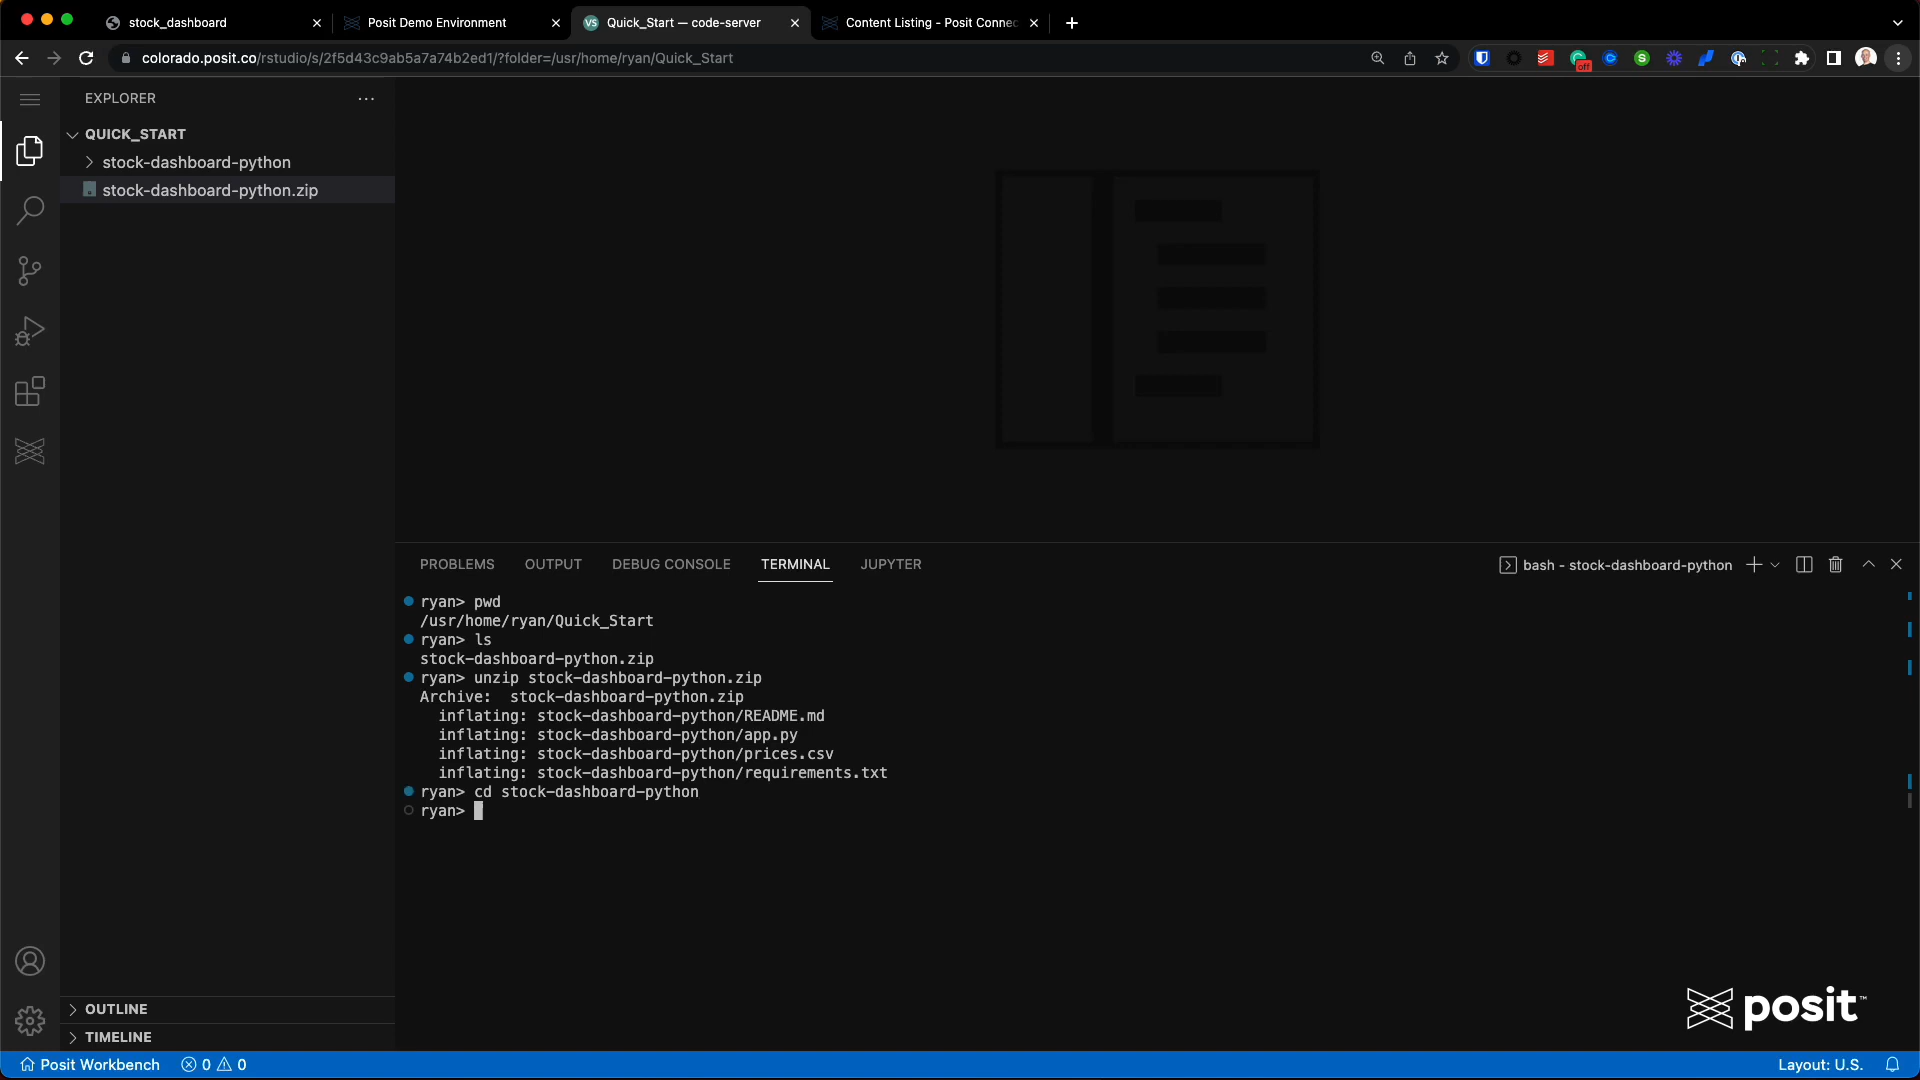 stock_dashboard
Posit Demo Environment
Quick_Start — code-server
Content Listing - Posit Connec
colorado.posit.co/rstudio/s/2f5d43c9ab5a7a74b2ed1/?folder=/usr/home/ryan/Quick_Start
off
EXPLORER
QUICK_START
stock-dashboard-python
stock-dashboard-python.zip
PROBLEMS OUTPUT DEBUG CONSOLE TERMINAL JUPYTER
bash - stock-dashboard-python
ryan> pwd
/usr/home/ryan/Quick_Start
ryan> ls
stock-dashboard-python.zip
ryan> unzip stock-dashboard-python.zip
Archive:  stock-dashboard-python.zip
inflating: stock-dashboard-python/README.md
inflating: stock-dashboard-python/app.py
inflating: stock-dashboard-python/prices.csv
inflating: stock-dashboard-python/requirements.txt
ryan> cd stock-dashboard-python
ryan>
OUTLINE
TIMELINE
posit™
Posit Workbench 0 0
Layout: U.S.